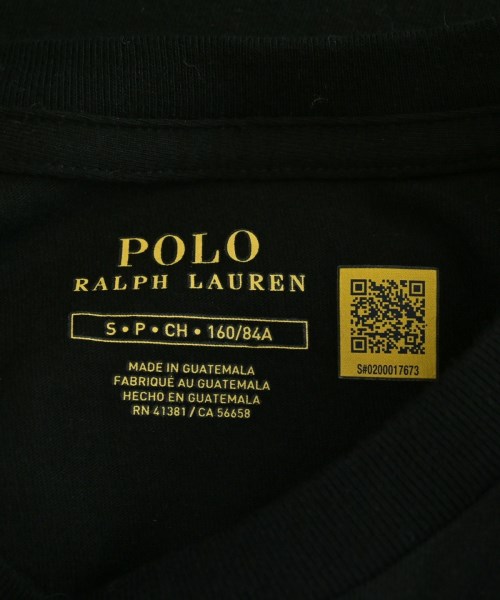 POLO
RALPH LAUREN
S • P • CH • 160/84A
MADE IN GUATEMALA
FABRIQUÉ AU GUATEMALA
HECHO EN GUATEMALA
RN 41381 / CA 56658
S#0200017673